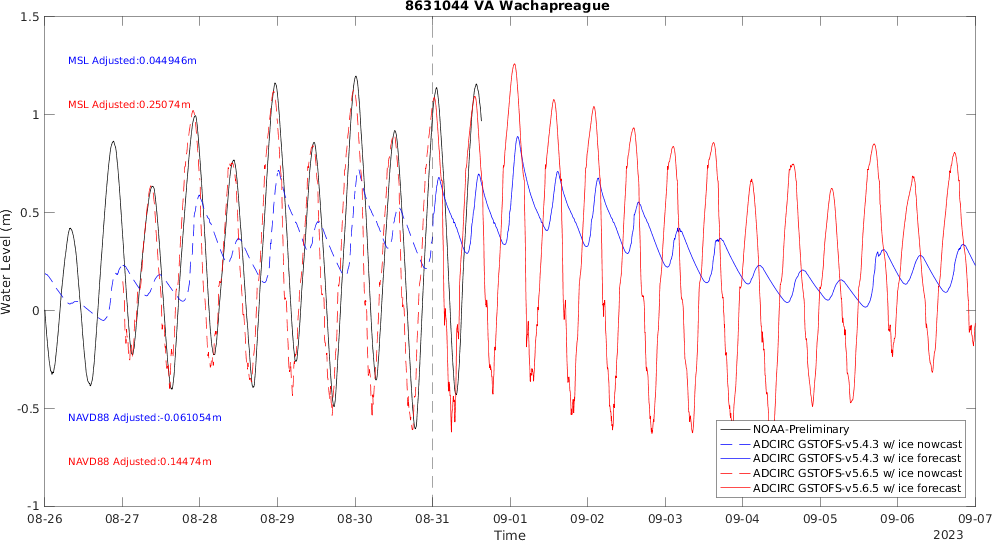 8631044 VA Wachapreague
1.5
MSL Adjusted:0.044946m
MSL Adjusted:0.25074m
1
0.5
Water Level (m)
0
-0.5
NAVD88 Adjusted:-0.061054m
NAVD88 Adjusted:0.14474m
NOAA-Preliminary
ADCIRC GSTOFS-v5.4.3 w/ ice nowcast
ADCIRC GSTOFS-v5.4.3 w/ ice forecast
ADCIRC GSTOFS-v5.6.5 w/ ice nowcast
ADCIRC GSTOFS-v5.6.5 w/ ice forecast
-1
08-26 08-27 08-28 08-29 08-30 08-31 09-01 09-02 09-03 09-04 09-05 09-06 09-07
Time
2023